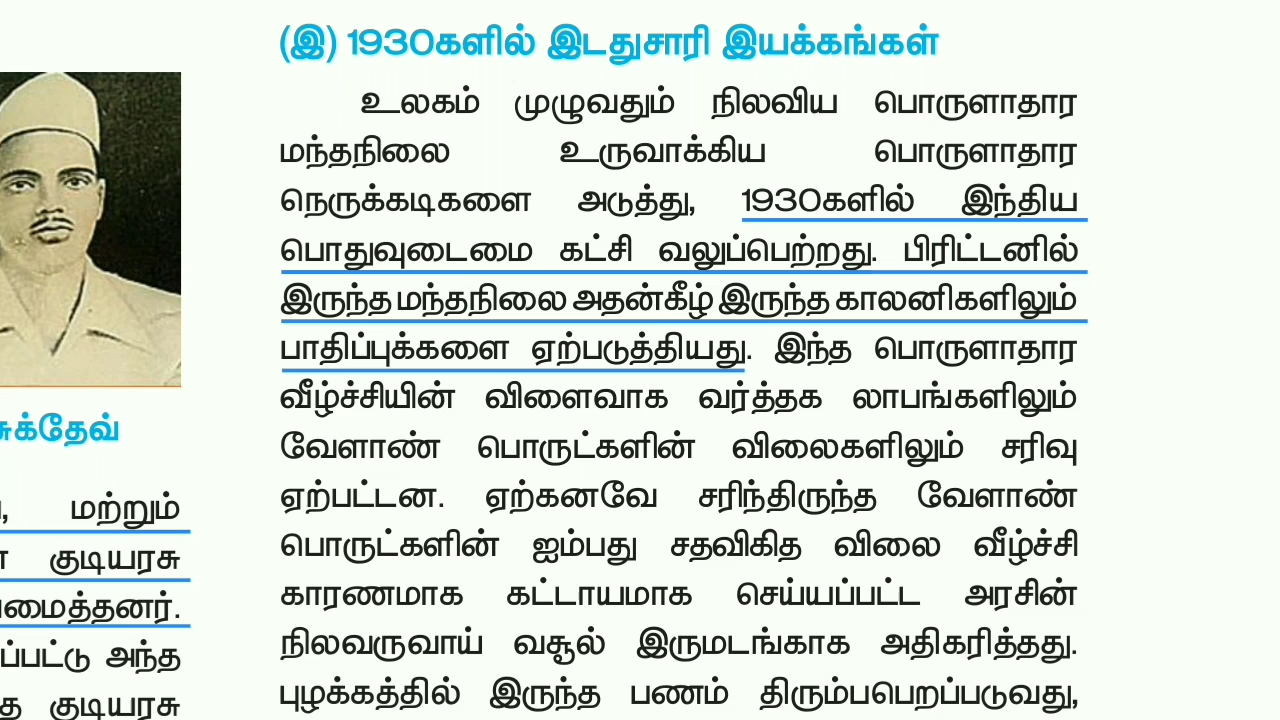 (இ) 1930களில் இடதுசாரி இயக்கங்கள்
உலகம் முழுவதும் நிலவிய பொருளாதார
மந்தநிலை உருவாக்கிய பொருளாதார
நெருக்கடிகளை அடுத்து, 1930களில் இந்திய
பொதுவுடைமை கட்சி வலுப்பெற்றது. பிரிட்டனில்
இருந்த மந்தநிலை அதன்கீழ் இருந்த காலனிகளிலும்
பாதிப்புக்களை ஏற்படுத்தியது. இந்த பொருளாதார
வீழ்ச்சியின் விளைவாக வர்த்தக லாபங்களிலும்
வேளாண் பொருட்களின் விலைகளிலும் சரிவு
ஏற்பட்டன. ஏற்கனவே சரிந்திருந்த வேளாண்
பொருட்களின் ஐம்பது சதவிகித விலை வீழ்ச்சி
காரணமாக கட்டாயமாக செய்யப்பட்ட அரசின்
நிலவருவாய் வசூல் இருமடங்காக அதிகரித்தது.
புழக்கத்தில் இருந்த பணம் திரும்பபெறப்படுவது,
சுக்தேவ்
மற்றும்
குடியரசு
அந்த
குடியரசு